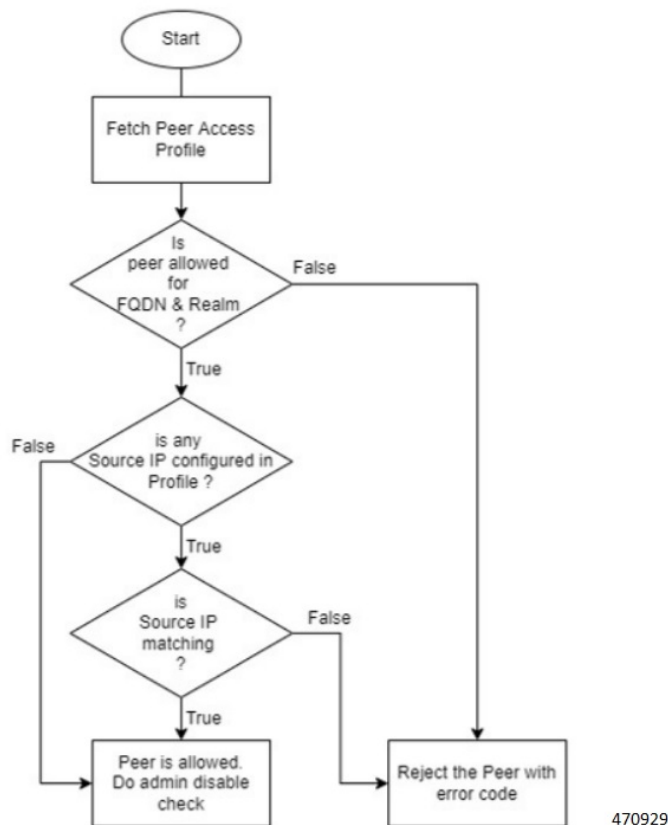 Start
Fetch Peer Access
Profile
Is
peer allowed
for
FQDN & Realm
?
False
True
False
is any
Source IP configured in
Profile ?
True
is
Source IP
matching
?
False
True
Peer is allowed.
Do admin disable
check
Reject the Peer with
error code
470929